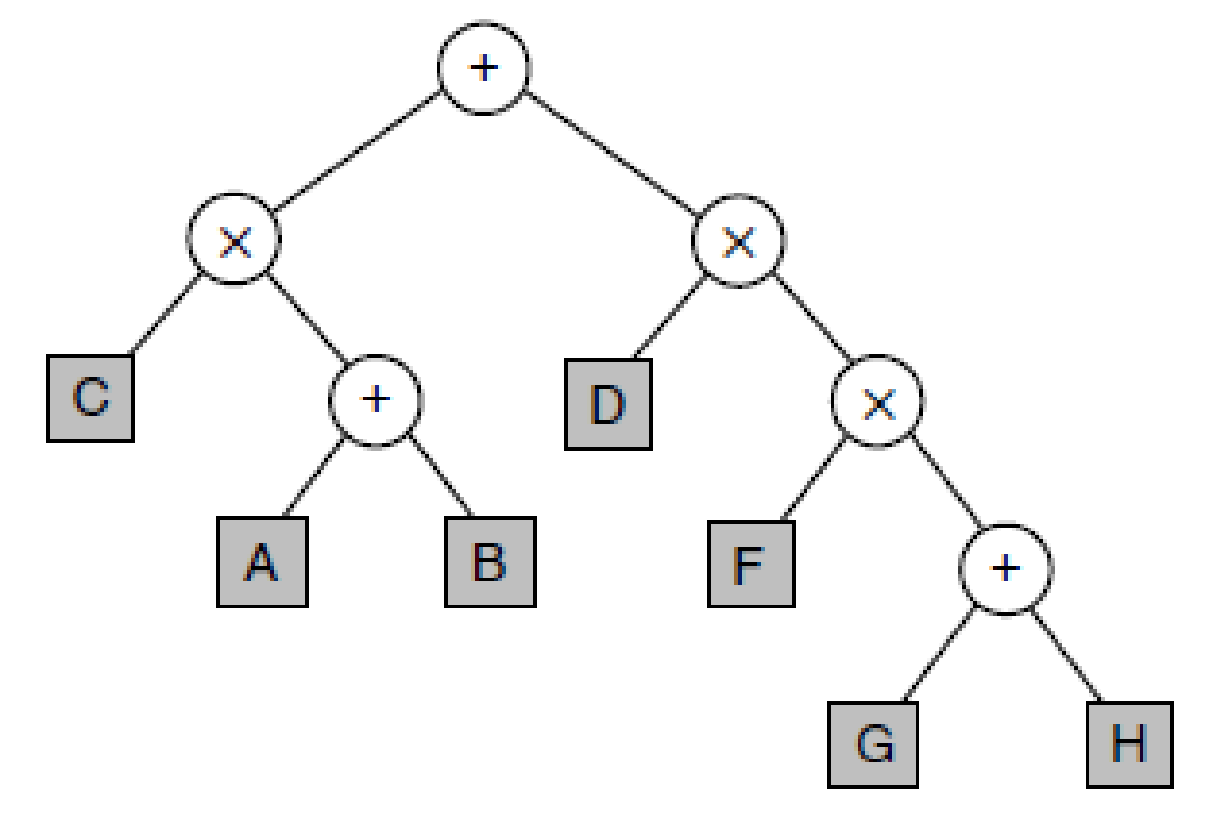 +
× ×
C + D ×
A B F +
G H